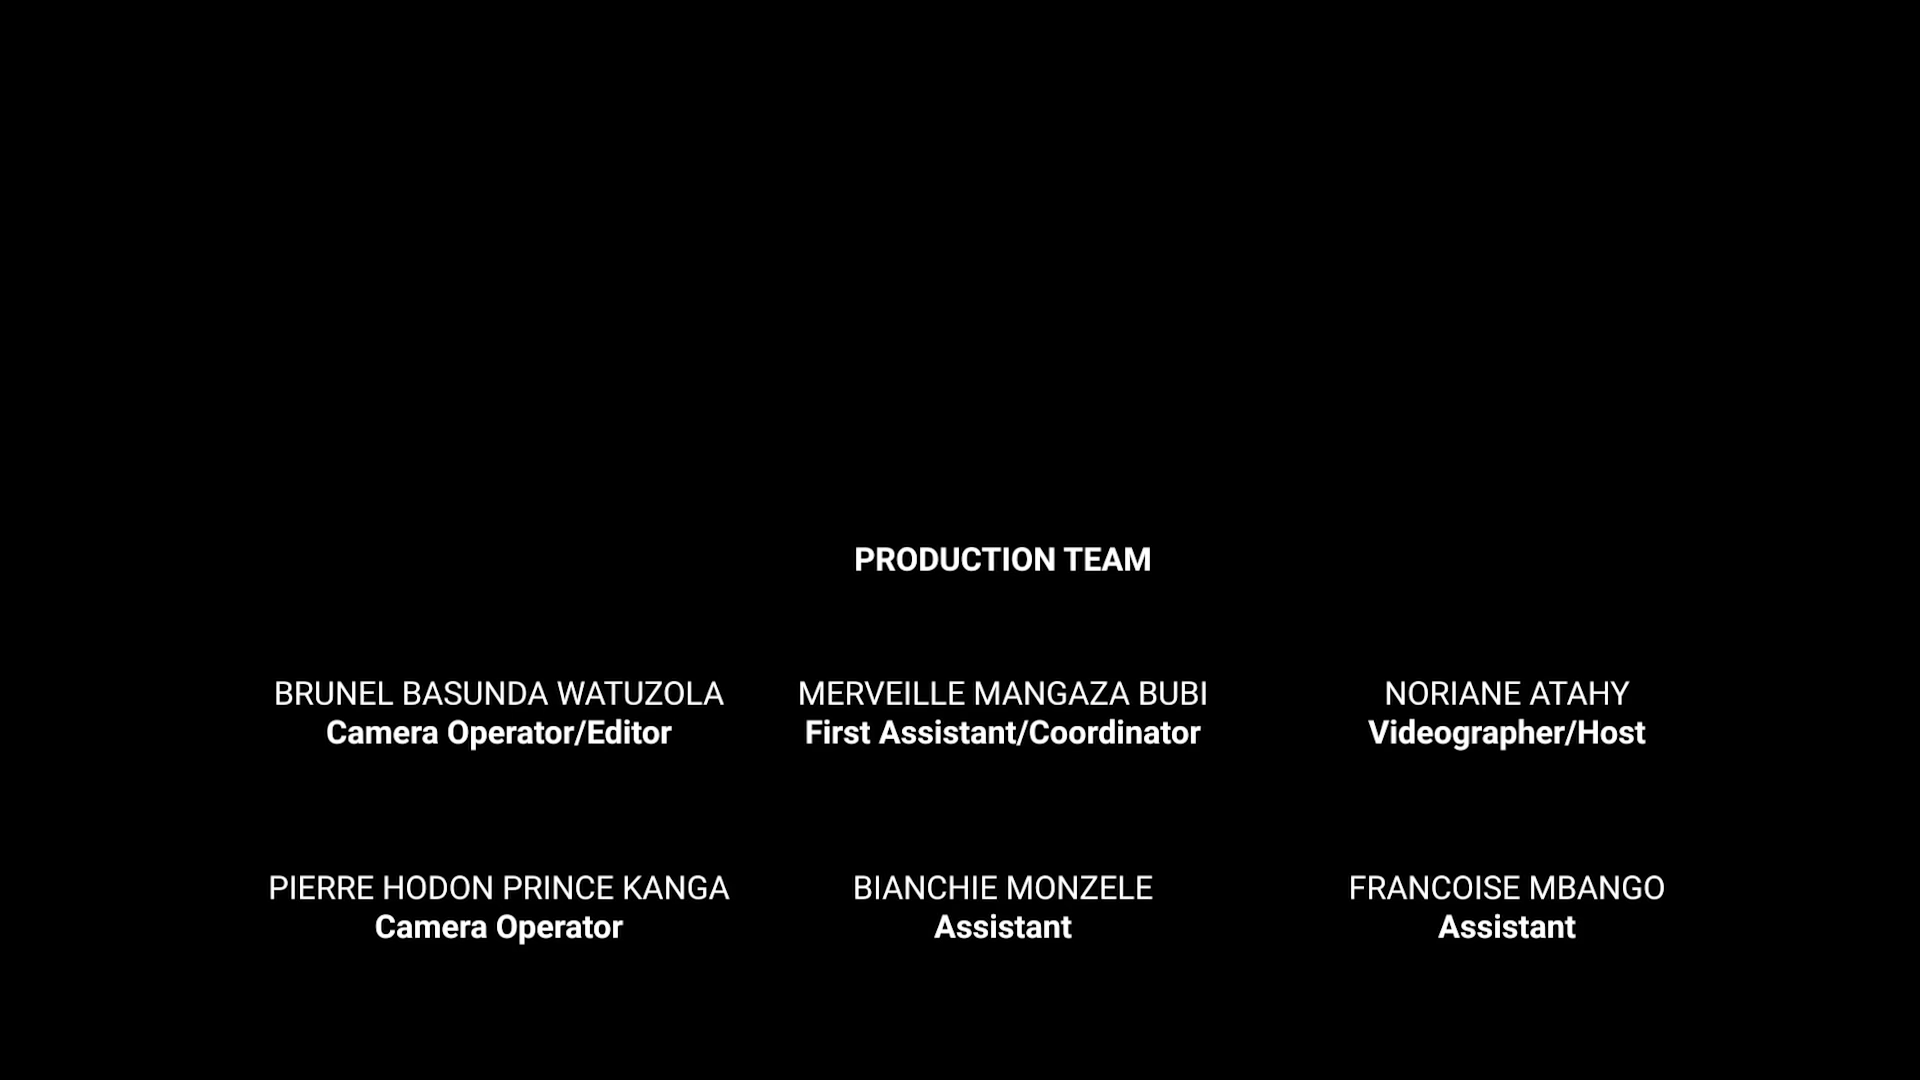 PRODUCTION TEAM
BRUNEL BASUNDA WATUZOLA
Camera Operator/Editor
MERVEILLE MANGAZA BUBI
First Assistant/Coordinator
NORIANE ATAHY
Videographer/Host
PIERRE HODON PRINCE KANGA
Camera Operator
BIANCHIE MONZELE
Assistant
FRANCOISE MBANGO
Assistant